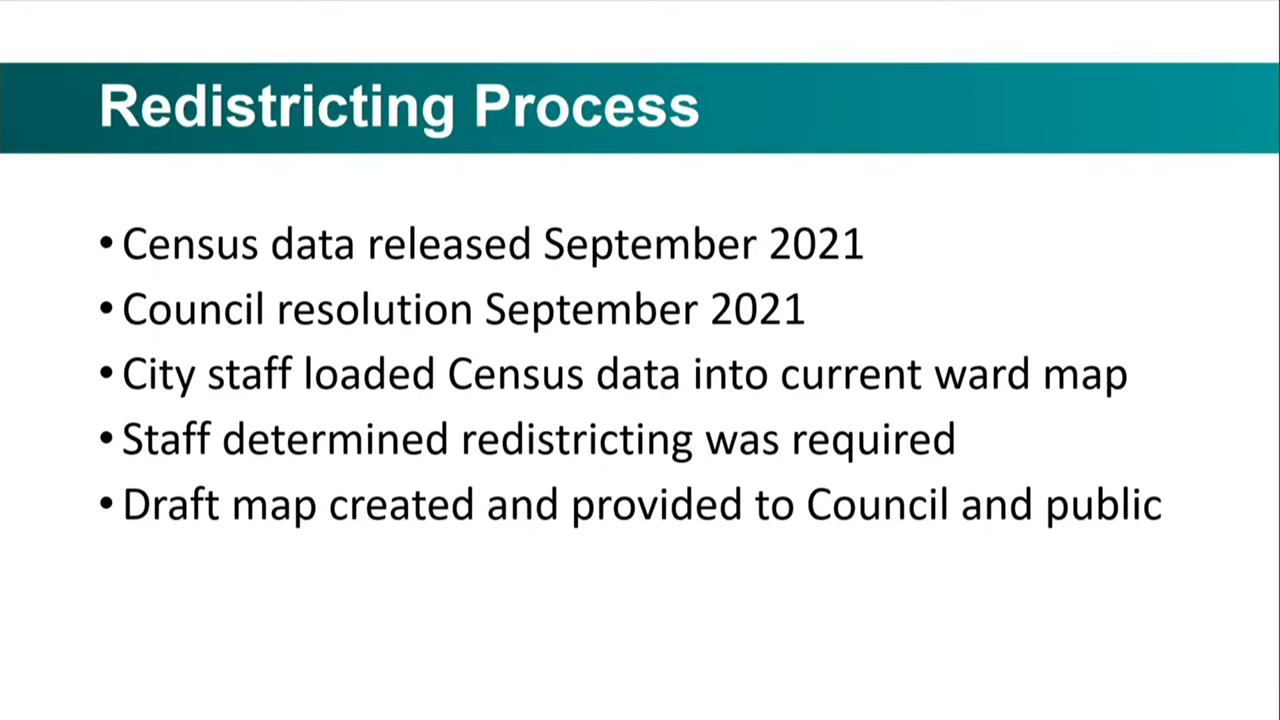 Redistricting Process
• Census data released September 2021
• Council resolution September 2021
• City staff loaded Census data into current ward map
• Staff determined redistricting was required
• Draft map created and provided to Council and public